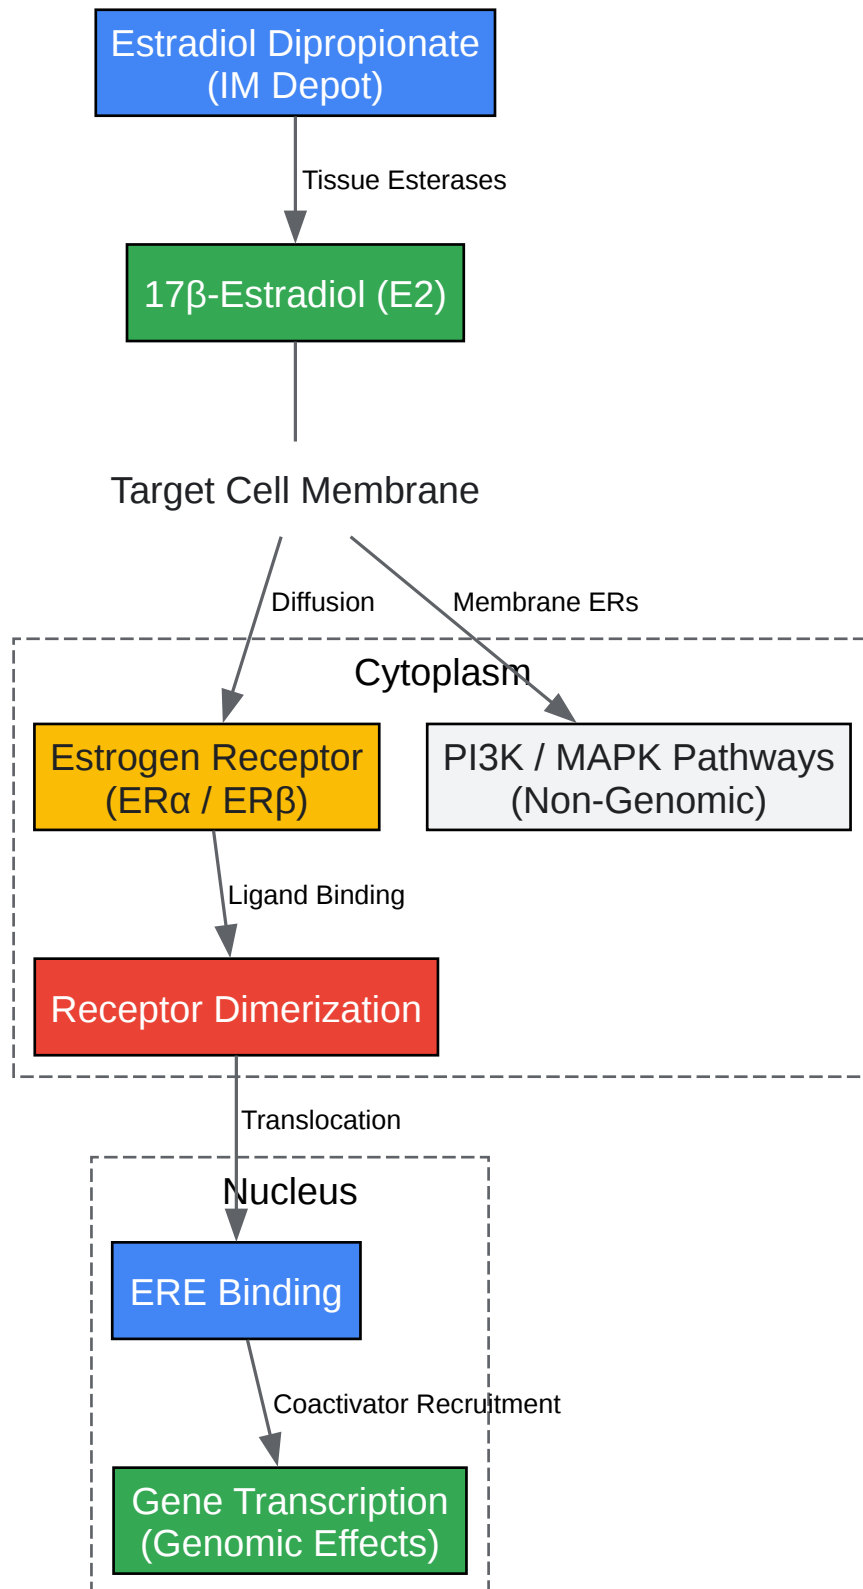 Estradiol Dipropionate
(IM Depot)
Tissue Esterases
17β-Estradiol (E2)
Target Cell Membrane
Diffusion
Membrane ERs
Cytoplasm
Estrogen Receptor
(ERα / ERβ)
PI3K / MAPK Pathways
(Non-Genomic)
Ligand Binding
Receptor Dimerization
Translocation
Nucleus
ERE Binding
Coactivator Recruitment
Gene Transcription
(Genomic Effects)